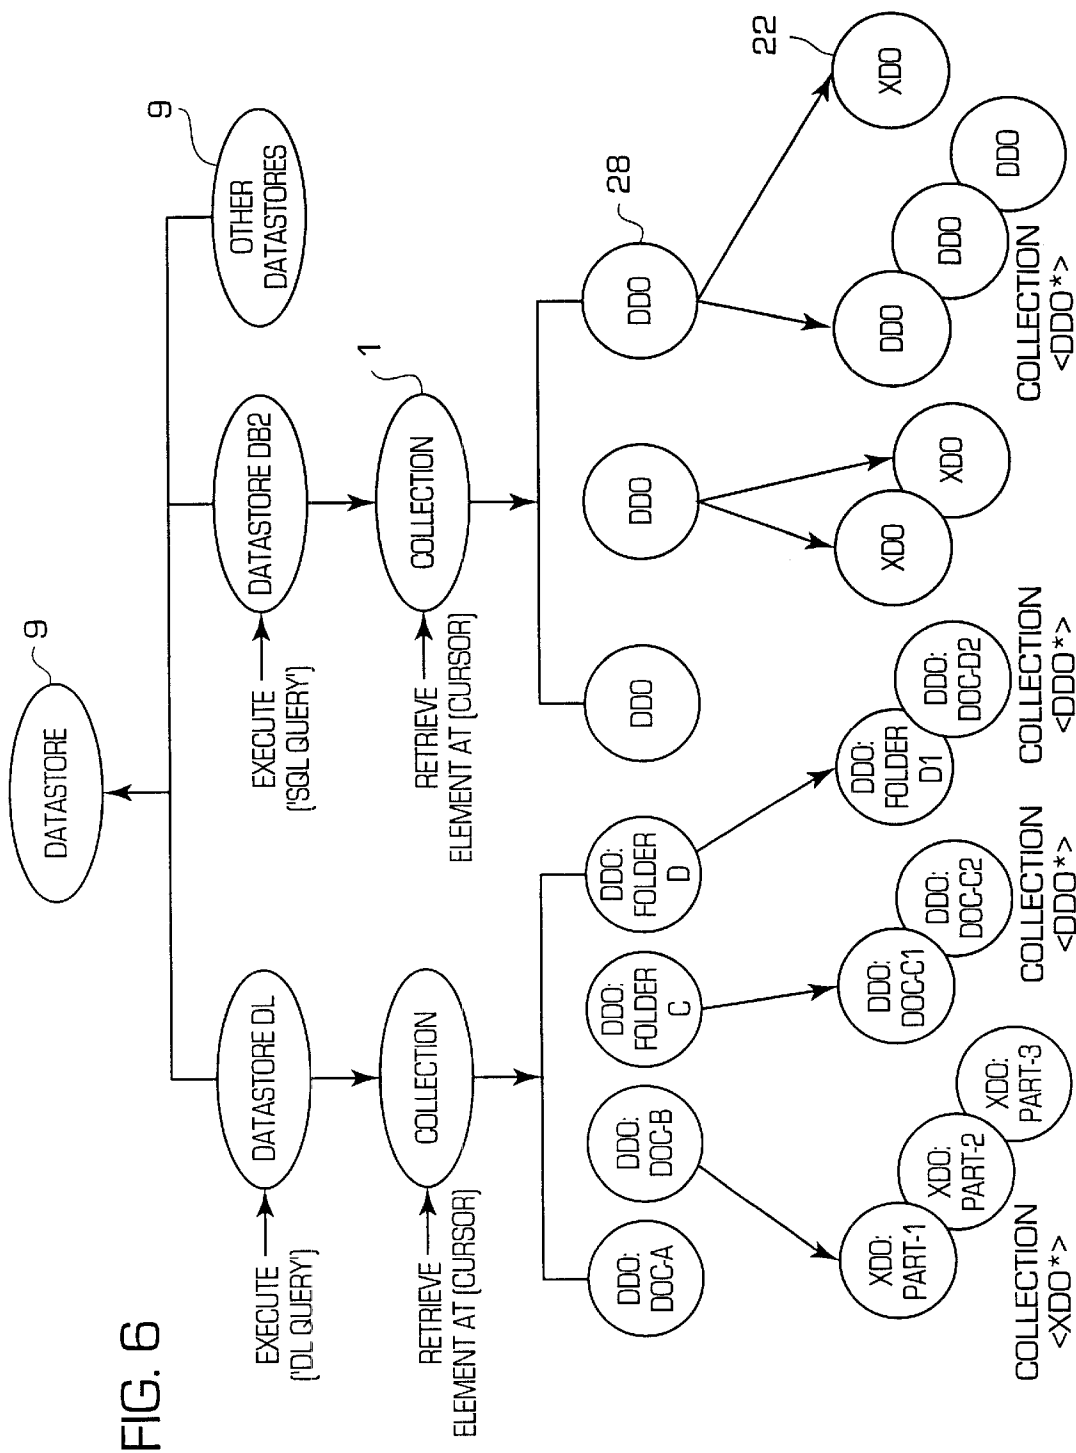 FIG. 6
DATASTORE
9
EXECUTE
('DL QUERY')
DATASTORE DL
EXECUTE
('SQL QUERY')
DATASTORE DB2
OTHER
DATASTORES
9
RETRIEVE
ELEMENT AT (CURSOR)
COLLECTION
RETRIEVE
ELEMENT AT (CURSOR)
COLLECTION
1
DDO:
DOC-A
DDO:
DOC-B
DDO:
FOLDER
C
DDO:
FOLDER
D
DDO
DDO
DDO
28
XDO:
PART-1
XDO:
PART-2
XDO:
PART-3
COLLECTION
<XDO*>
DDO:
DOC-C1
DDO:
DOC-C2
COLLECTION
<DDO*>
DDO:
FOLDER
D1
DDO:
DOC-D2
COLLECTION
<DDO*>
XDO
XDO
DDO
DDO
DDO
COLLECTION
<DDO*>
XDO
22